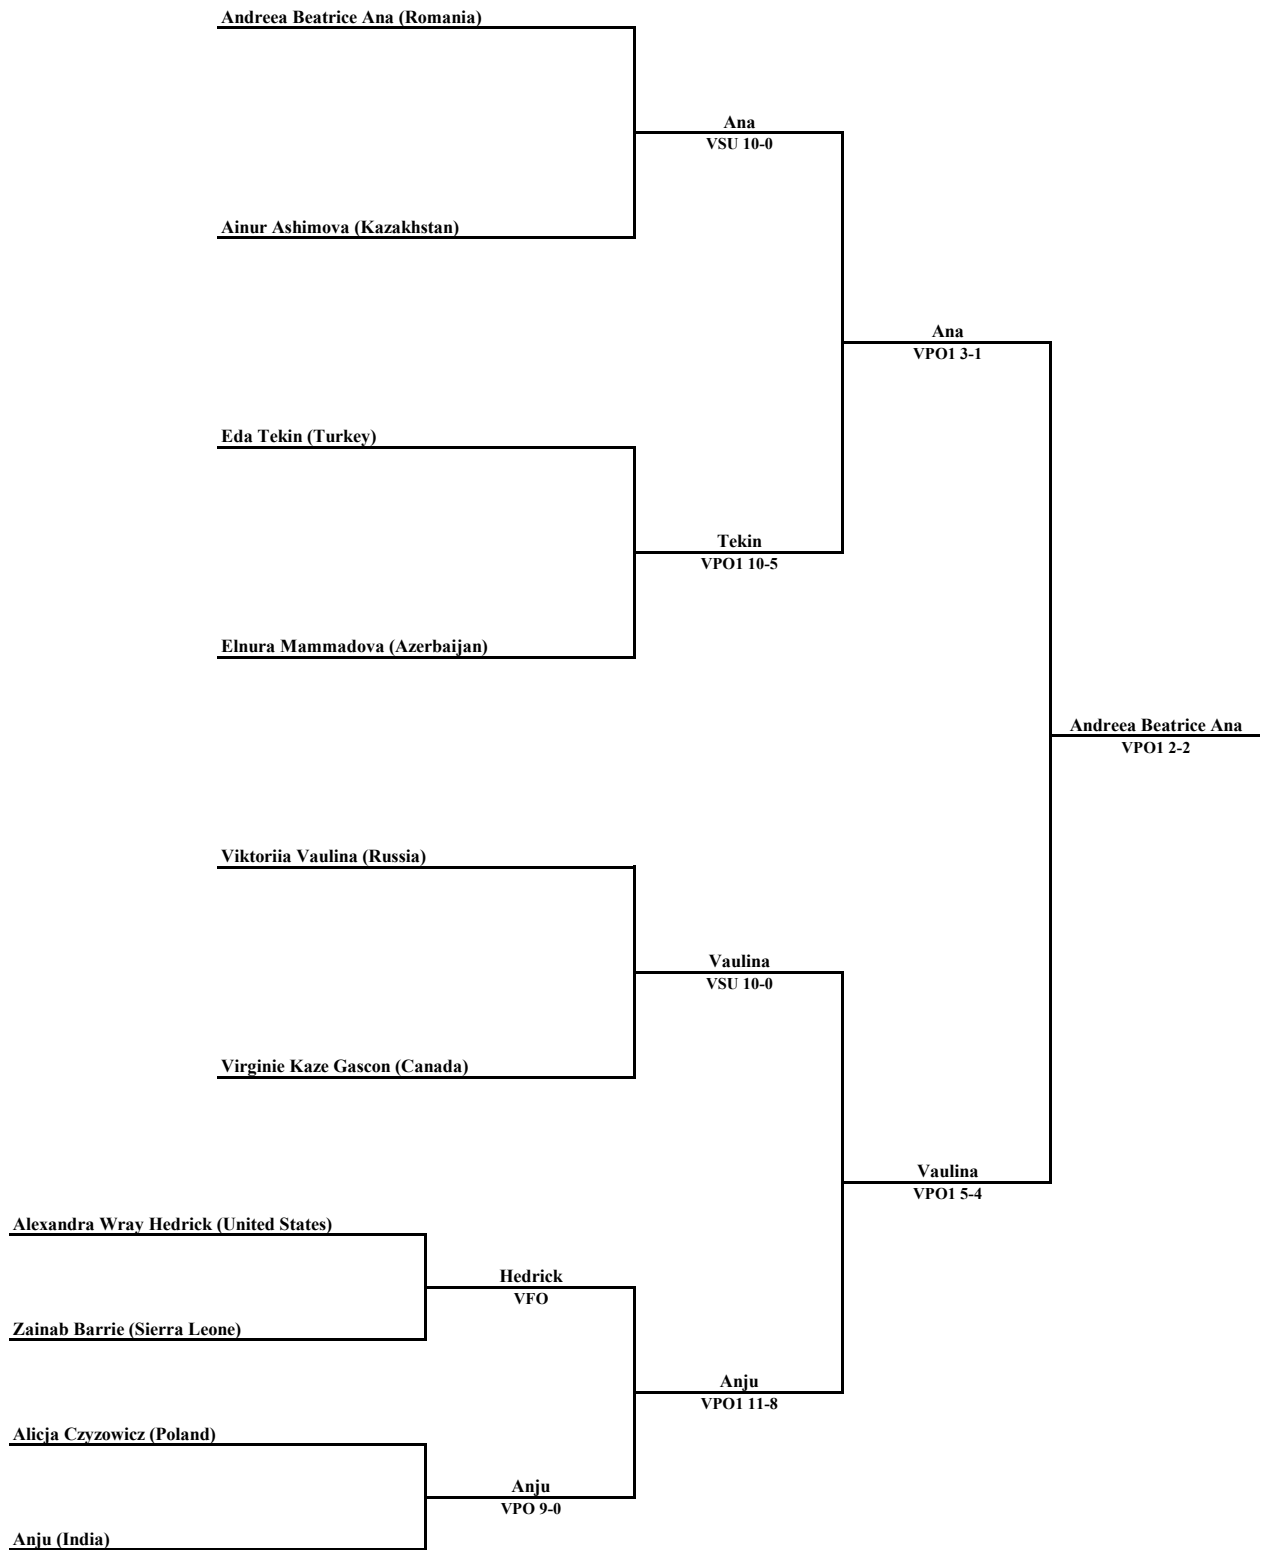 Andreea Beatrice Ana (Romania)
Ana
VSU 10-0
Ainur Ashimova (Kazakhstan)
Ana
VPO1 3-1
Eda Tekin (Turkey)
Tekin
VPO1 10-5
Elnura Mammadova (Azerbaijan)
Andreea Beatrice Ana
VPO1 2-2
Viktoriia Vaulina (Russia)
Vaulina
VSU 10-0
Virginie Kaze Gascon (Canada)
Vaulina
VPO1 5-4
Alexandra Wray Hedrick (United States)
Hedrick
VFO
Zainab Barrie (Sierra Leone)
Anju
VPO1 11-8
Alicja Czyzowicz (Poland)
Anju
VPO 9-0
Anju (India)